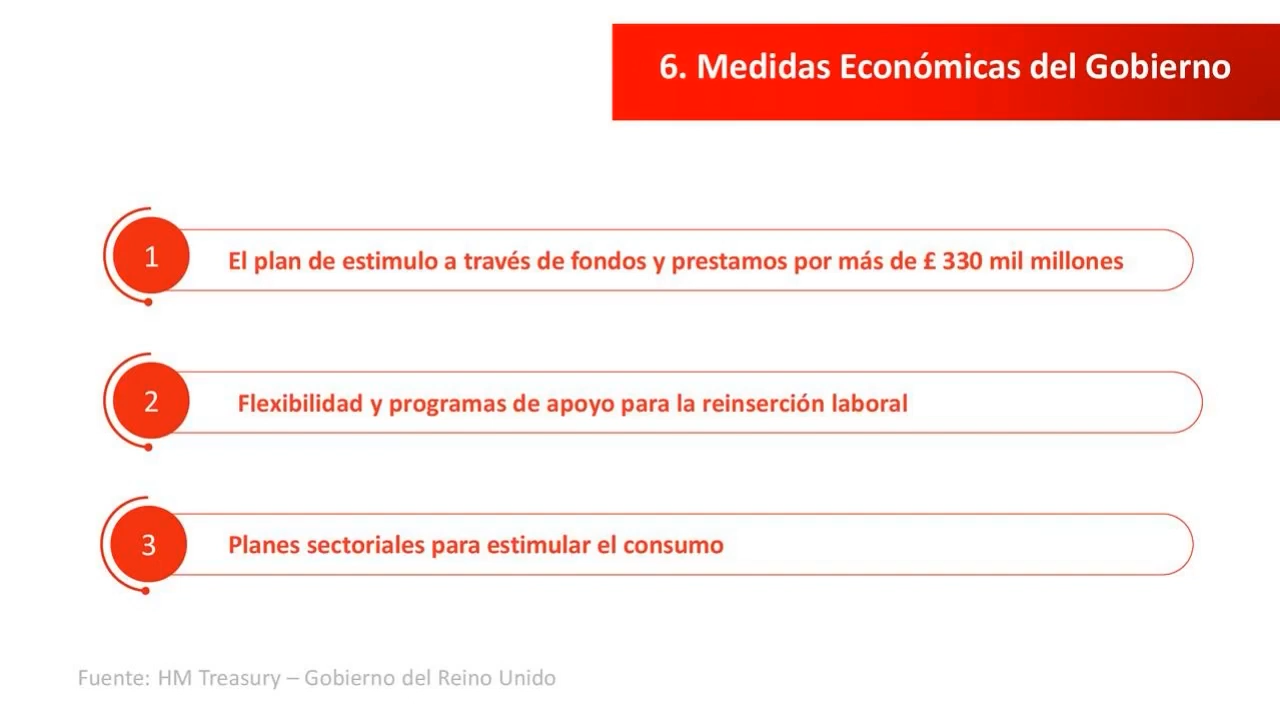 6. Medidas Económicas del Gobierno
1
El plan de estimulo a través de fondos y prestamos por más de £ 330 mil millones
2
Flexibilidad y programas de apoyo para la reinserción laboral
3
Planes sectoriales para estimular el consumo
Fuente: HM Treasury – Gobierno del Reino Unido